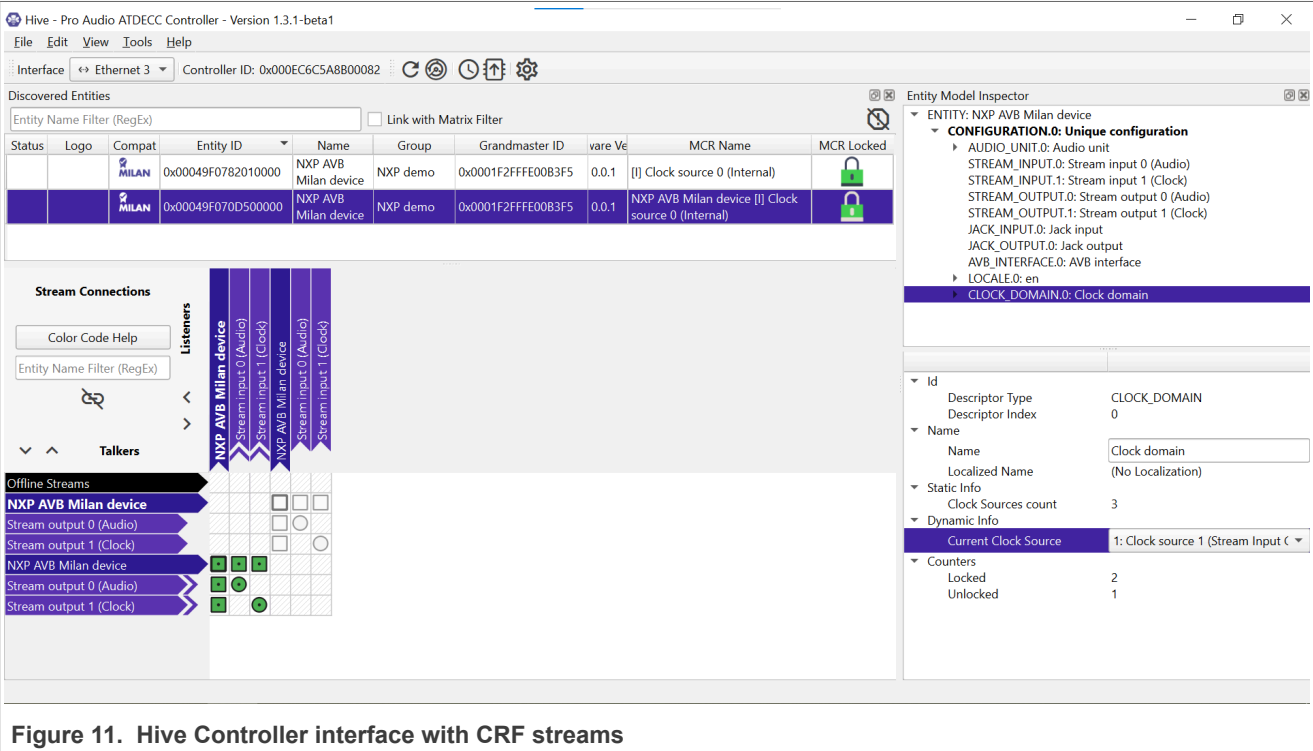 Hive - Pro Audio ATDECC Controller - Version 1.3.1-beta1
File Edit View Tools Help
Interface Ethernet 3 Controller ID: 0x000EC6C5A8B00082
Discovered Entities
Entity Name Filter (RegEx) Link with Matrix Filter
Status Logo Compat Entity ID Name Group Grandmaster ID vare Ve MCR Name MCR Locked
MILAN 0x00049F0782010000 NXP AVB Milan device NXP demo 0x0001F2FFFE00B3F5 0.0.1 [I] Clock source 0 (Internal)
MILAN 0x00049F070D500000 NXP AVB Milan device NXP demo 0x0001F2FFFE00B3F5 0.0.1 NXP AVB Milan device [I] Clock source 0 (Internal)
Stream Connections
Color Code Help
Entity Name Filter (RegEx)
Talkers
Listeners
NXP AVB Milan device
Stream input 0 (Audio)
Stream input 1 (Clock)
NXP AVB Milan device
Stream input 0 (Audio)
Stream input 1 (Clock)
Offline Streams
NXP AVB Milan device
Stream output 0 (Audio)
Stream output 1 (Clock)
NXP AVB Milan device
Stream output 0 (Audio)
Stream output 1 (Clock)
Entity Model Inspector
ENTITY: NXP AVB Milan device
CONFIGURATION.0: Unique configuration
AUDIO_UNIT.0: Audio unit
STREAM_INPUT.0: Stream input 0 (Audio)
STREAM_INPUT.1: Stream input 1 (Clock)
STREAM_OUTPUT.0: Stream output 0 (Audio)
STREAM_OUTPUT.1: Stream output 1 (Clock)
JACK_INPUT.0: Jack input
JACK_OUTPUT.0: Jack output
AVB_INTERFACE.0: AVB interface
LOCALE.0: en
CLOCK_DOMAIN.0: Clock domain
Id
Descriptor Type CLOCK_DOMAIN
Descriptor Index 0
Name
Name Clock domain
Localized Name (No Localization)
Static Info
Clock Sources count 3
Dynamic Info
Current Clock Source 1: Clock source 1 (Stream Input (
Counters
Locked 2
Unlocked 1
Figure 11. Hive Controller interface with CRF streams